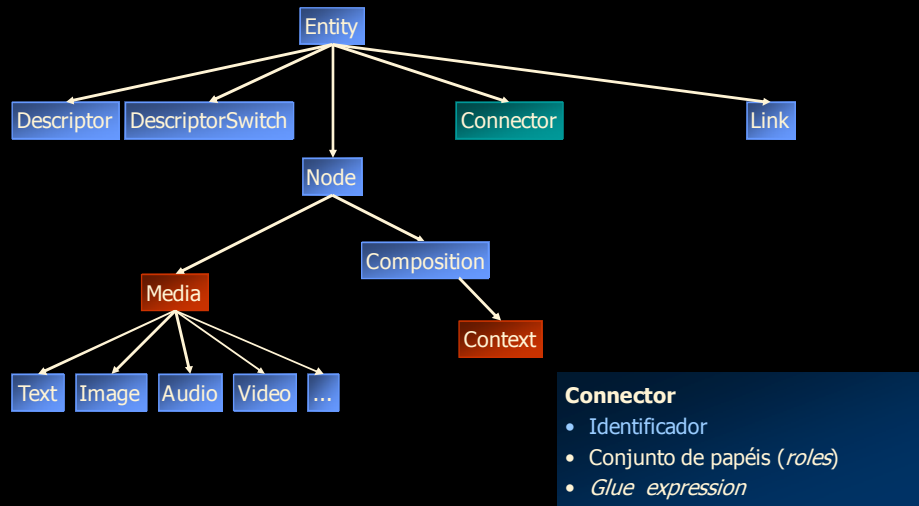 Entity
Descriptor DescriptorSwitch Connector Link
Node
Composition
Media
Context
Text Image Audio Video ...
Connector
• Identificador
• Conjunto de papéis (roles)
• Glue expression